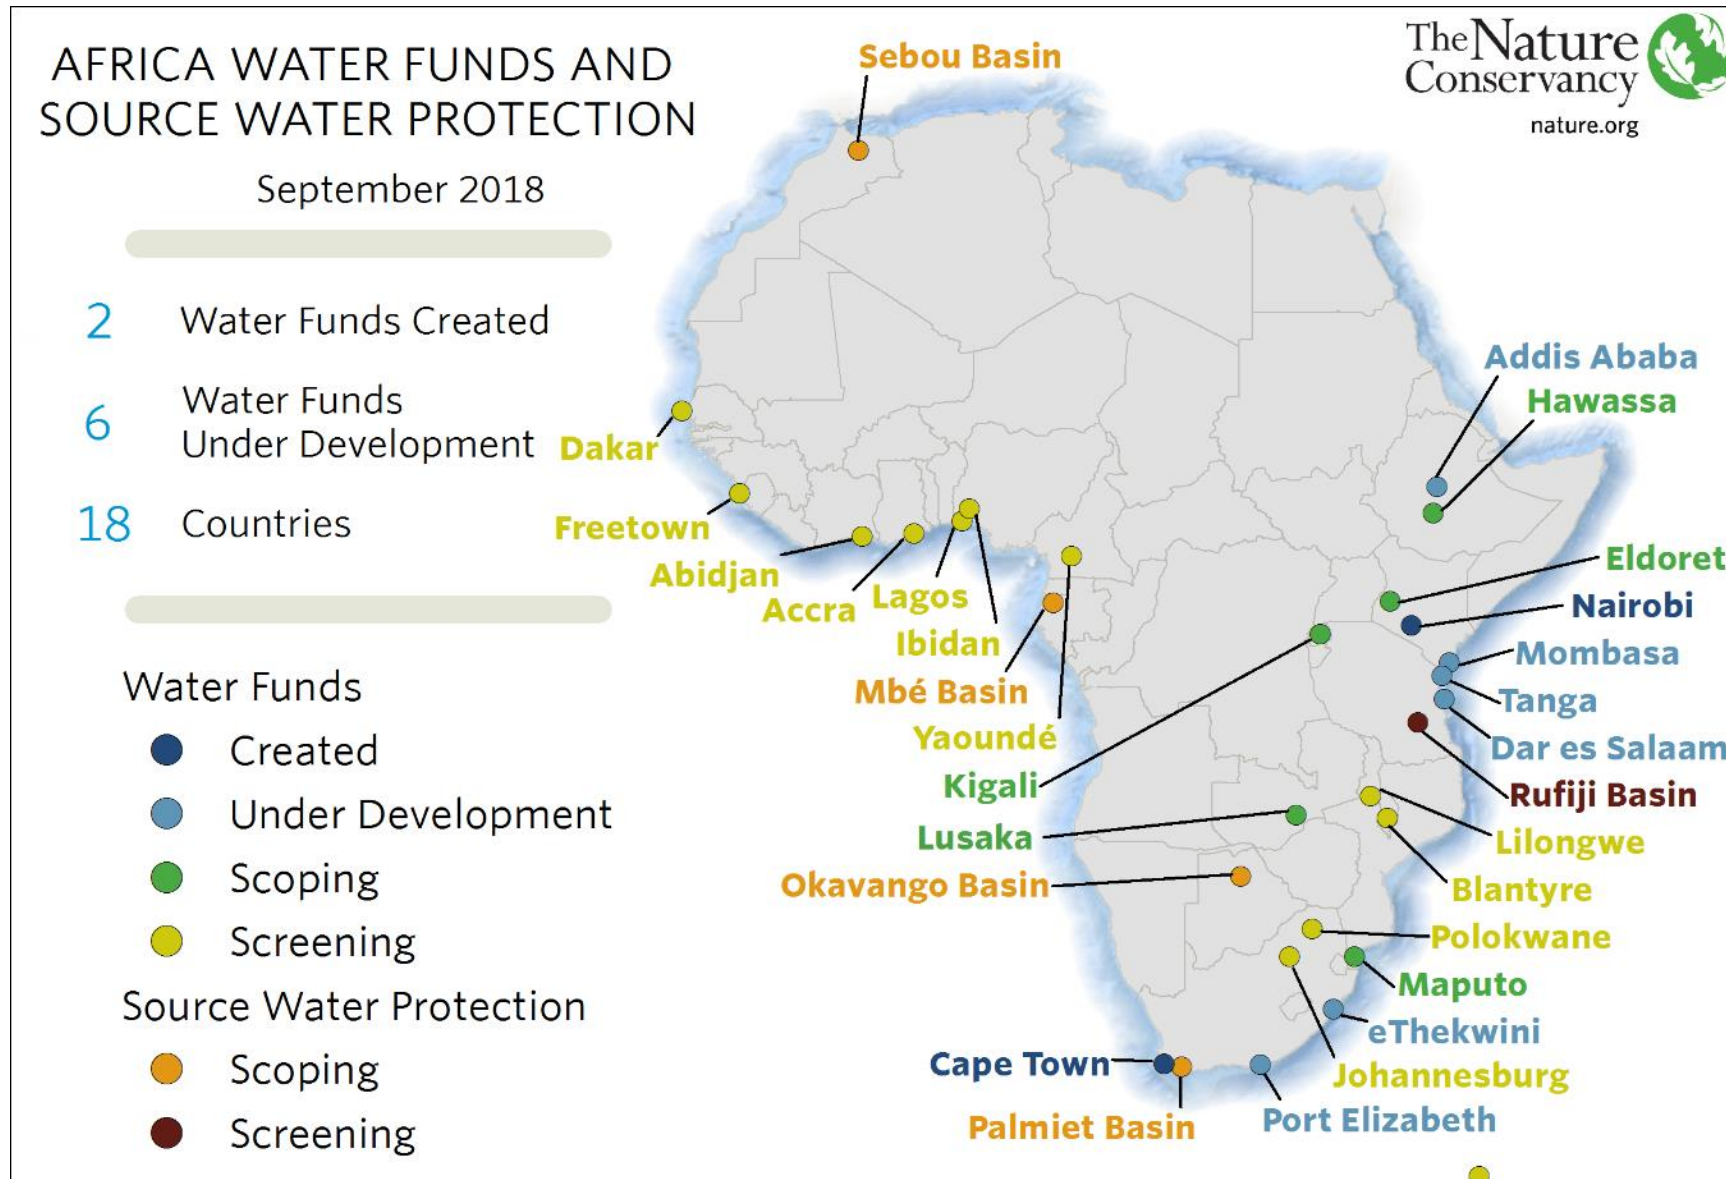 AFRICA WATER FUNDS AND
SOURCE WATER PROTECTION
September 2018
2 Water Funds Created
6 Water Funds
Under Development
18 Countries
Water Funds
Created
Under Development
Scoping
Screening
Source Water Protection
Scoping
Screening
The Nature
Conservancy
nature.org
Sebou Basin
Addis Ababa
Hawassa
Dakar
Freetown
Abidjan
Accra
Lagos
Ibidan
Mbé Basin
Yaoundé
Kigali
Lusaka
Okavango Basin
Eldoret
Nairobi
Mombasa
Tanga
Dar es Salaam
Rufiji Basin
Lilongwe
Blantyre
Polokwane
Maputo
eThekwini
Johannesburg
Cape Town
Palmiet Basin
Port Elizabeth